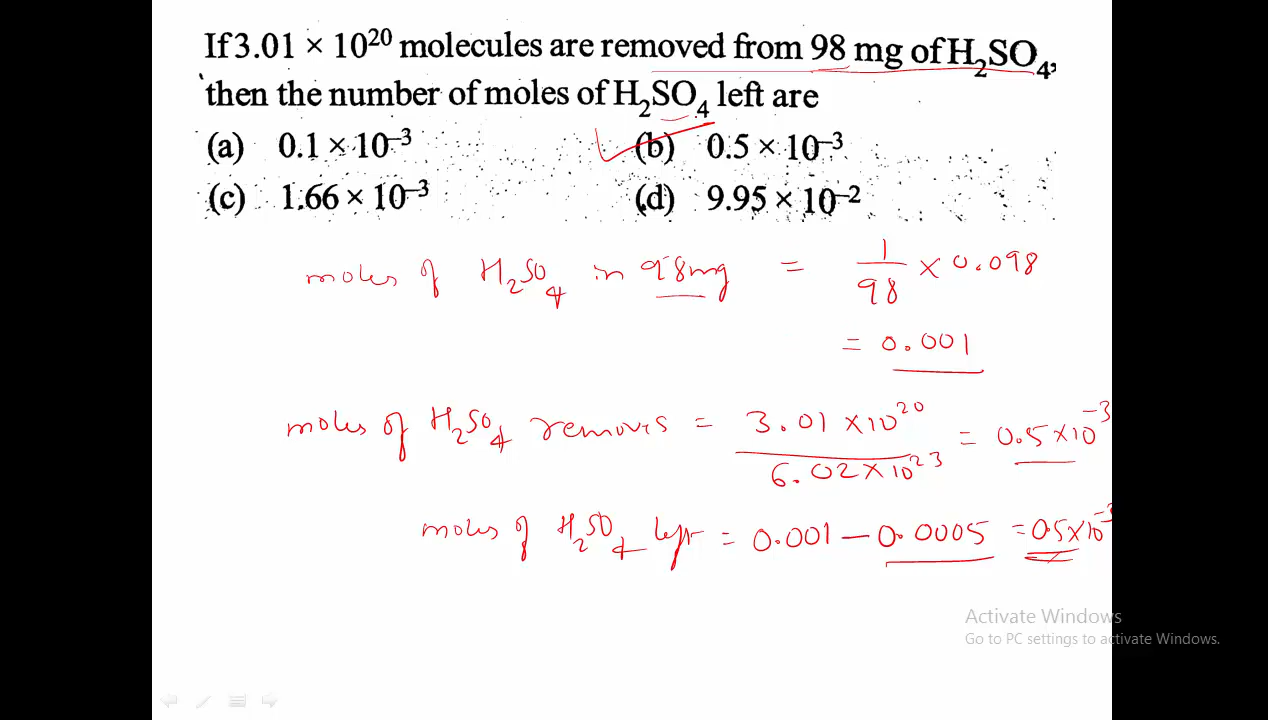 If 3.01 × 10²⁰ molecules are removed from 98 mg of H₂SO₄,
then the number of moles of H₂SO₄ left are
(a) 0.1 × 10⁻³ (b) 0.5 × 10⁻³
(c) 1.66 × 10⁻³ (d) 9.95 × 10⁻²
moles of H₂SO₄ in 98mg = 1/98 × 0.098
= 0.001
moles of H₂SO₄ removes = 3.01 × 10²⁰ / 6.02 × 10²³ = 0.5 × 10⁻³
moles of H₂SO₄ left = 0.001 − 0.0005 = 0.5 × 10⁻³
Activate Windows
Go to PC settings to activate Windows.